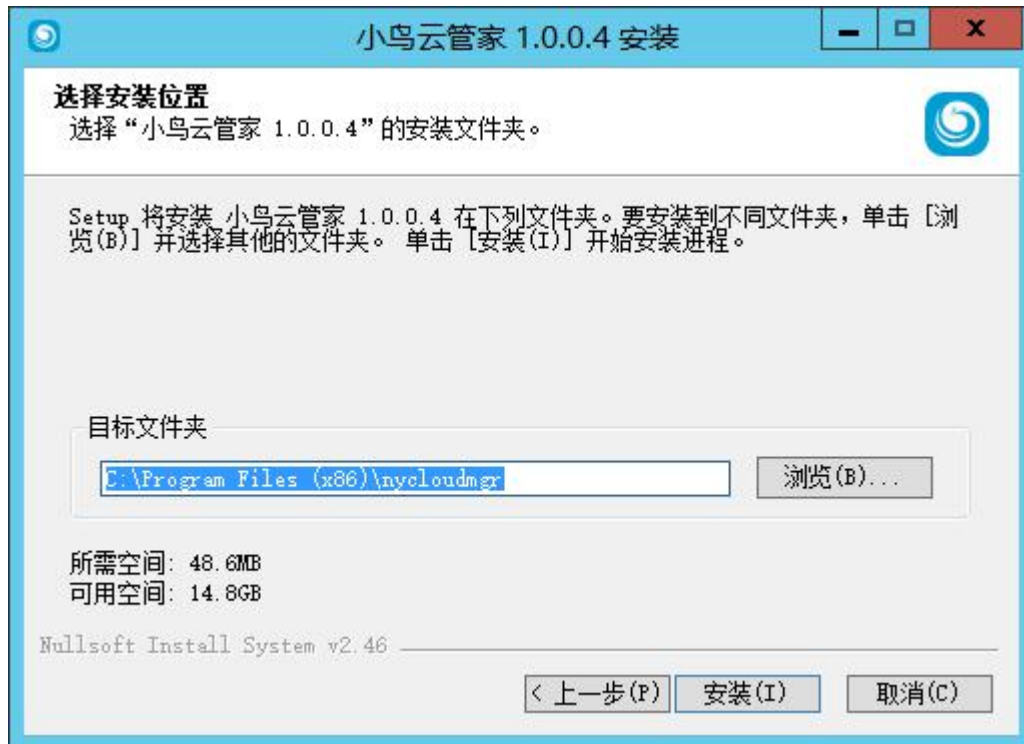 小鸟云管家 1.0.0.4 安装
选择安装位置
选择“小鸟云管家 1.0.0.4”的安装文件夹。
Setup 将安装 小鸟云管家 1.0.0.4 在下列文件夹。要安装到不同文件夹，单击 [浏
览(B)] 并选择其他的文件夹。 单击 [安装(I)] 开始安装进程。
目标文件夹
C:\Program Files (x86)\nycloudmgr
浏览(B)...
所需空间: 48.6MB
可用空间: 14.8GB
Nullsoft Install System v2.46
< 上一步(P)
安装(I)
取消(C)